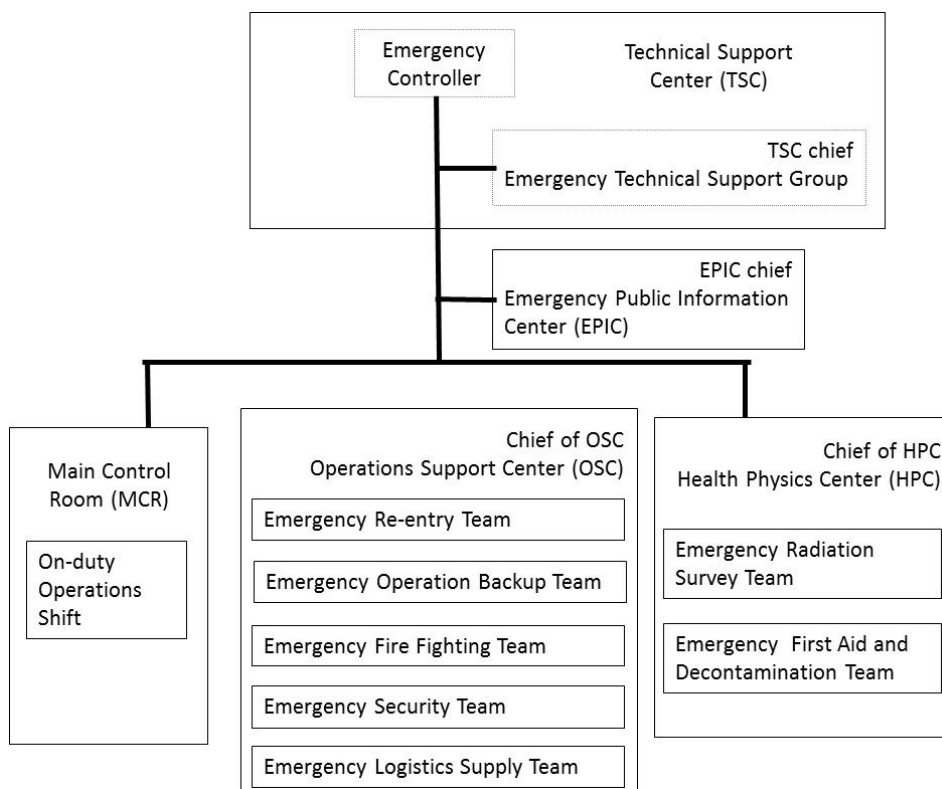 Emergency
Controller
Technical Support
Center (TSC)
TSC chief
Emergency Technical Support Group
EPIC chief
Emergency Public Information
Center (EPIC)
Main Control
Room (MCR)
On-duty
Operations
Shift
Chief of OSC
Operations Support Center (OSC)
Emergency Re-entry Team
Emergency Operation Backup Team
Emergency Fire Fighting Team
Emergency Security Team
Emergency Logistics Supply Team
Chief of HPC
Health Physics Center (HPC)
Emergency Radiation
Survey Team
Emergency First Aid and
Decontamination Team